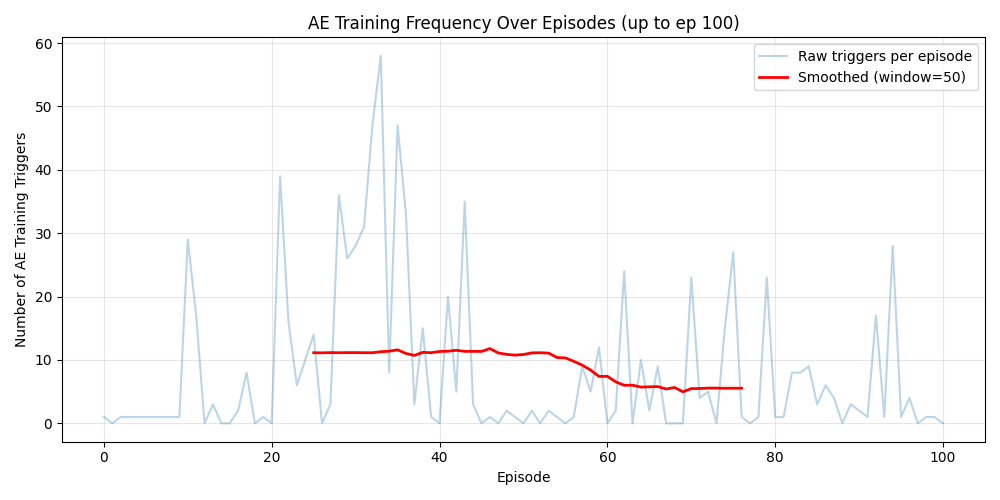 AE Training Frequency Over Episodes (up to ep 100)
Raw triggers per episode
Smoothed (window=50)
Number of AE Training Triggers
60
50
40
30
20
10
0
0 20 40 60 80 100
Episode